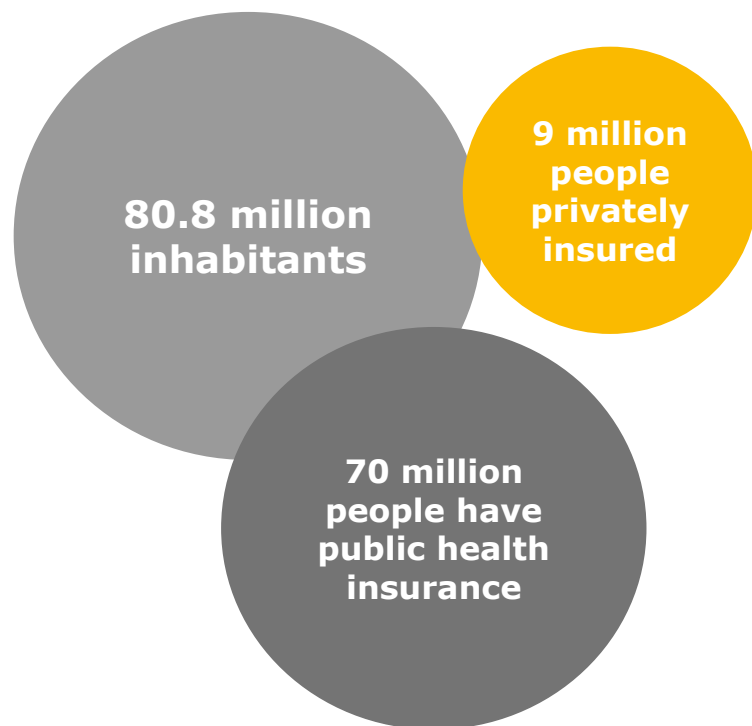 80.8 million
inhabitants
9 million
people
privately
insured
70 million
people have
public health
insurance